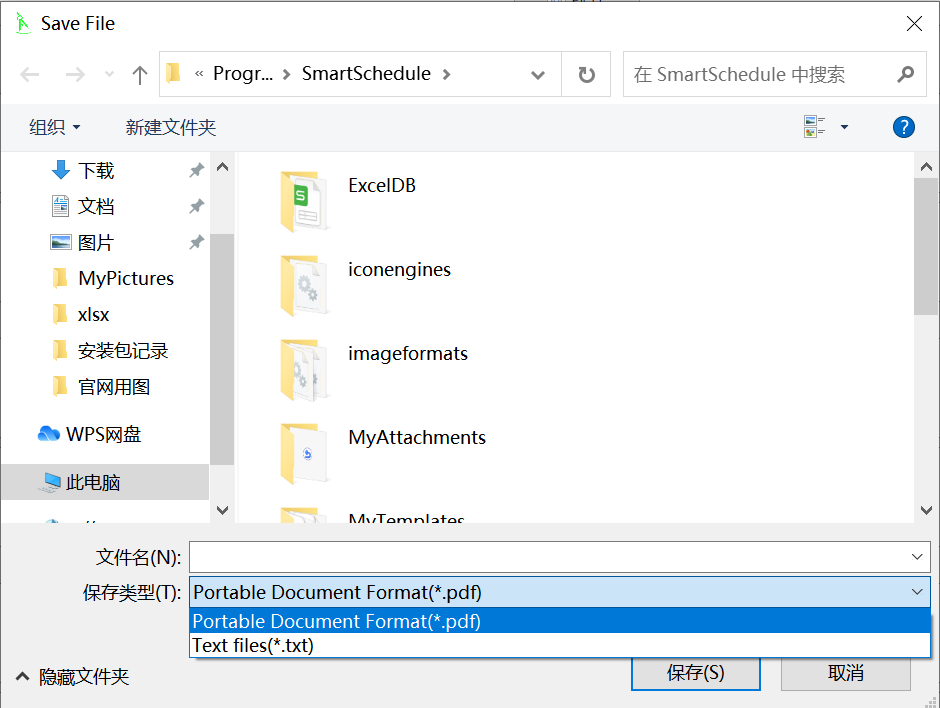 Save File
« Progr... › SmartSchedule ›
在 SmartSchedule 中搜索
组织
新建文件夹
下载
文档
图片
MyPictures
xlsx
安装包记录
官网用图
WPS网盘
此电脑
ExcelDB
iconengines
imageformats
MyAttachments
MyTemplates
文件名(N):
保存类型(T):
Portable Document Format(*.pdf)
Portable Document Format(*.pdf)
Text files(*.txt)
隐藏文件夹
保存(S)
取消